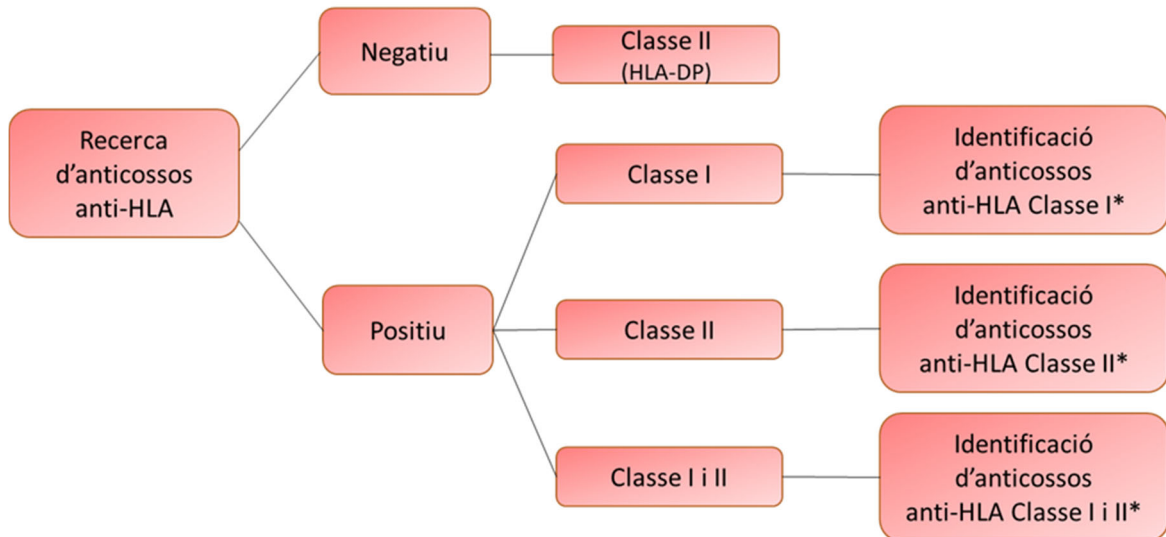 Recerca
d'anticossos
anti-HLA
Negatiu
Classe II
(HLA-DP)
Positiu
Classe I
Identificació
d'anticossos
anti-HLA Classe I*
Classe II
Identificació
d'anticossos
anti-HLA Classe II*
Classe I i II
Identificació
d'anticossos
anti-HLA Classe I i II*